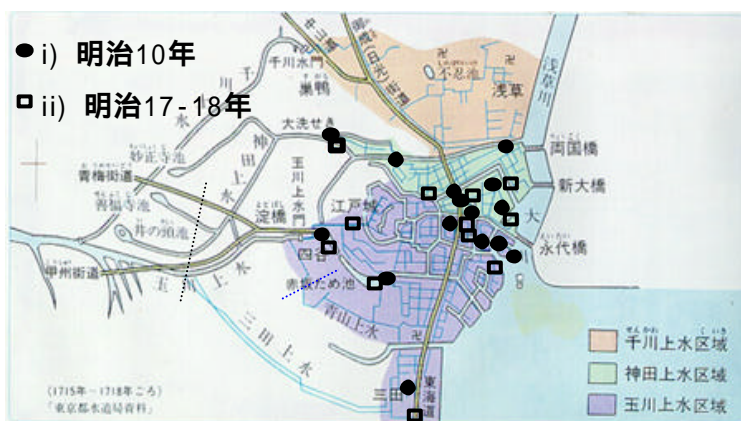 i) 明治10年
ii) 明治17-18年
中山道
千川水門
巣鴨
千川上水
不忍池
浅草
浅草川
大洗せき
神田上水
妙正寺池
青梅街道
善福寺池
井の頭池
玉川上水門
淀橋
江戸城
両国橋
新大橋
大川
永代橋
甲州街道
玉川上水
四谷
赤坂ため池
青山上水
三田上水
三田
東海道
千川上水区域
神田上水区域
玉川上水区域
(1715年-1718年ごろ)
「東京都水道局資料」